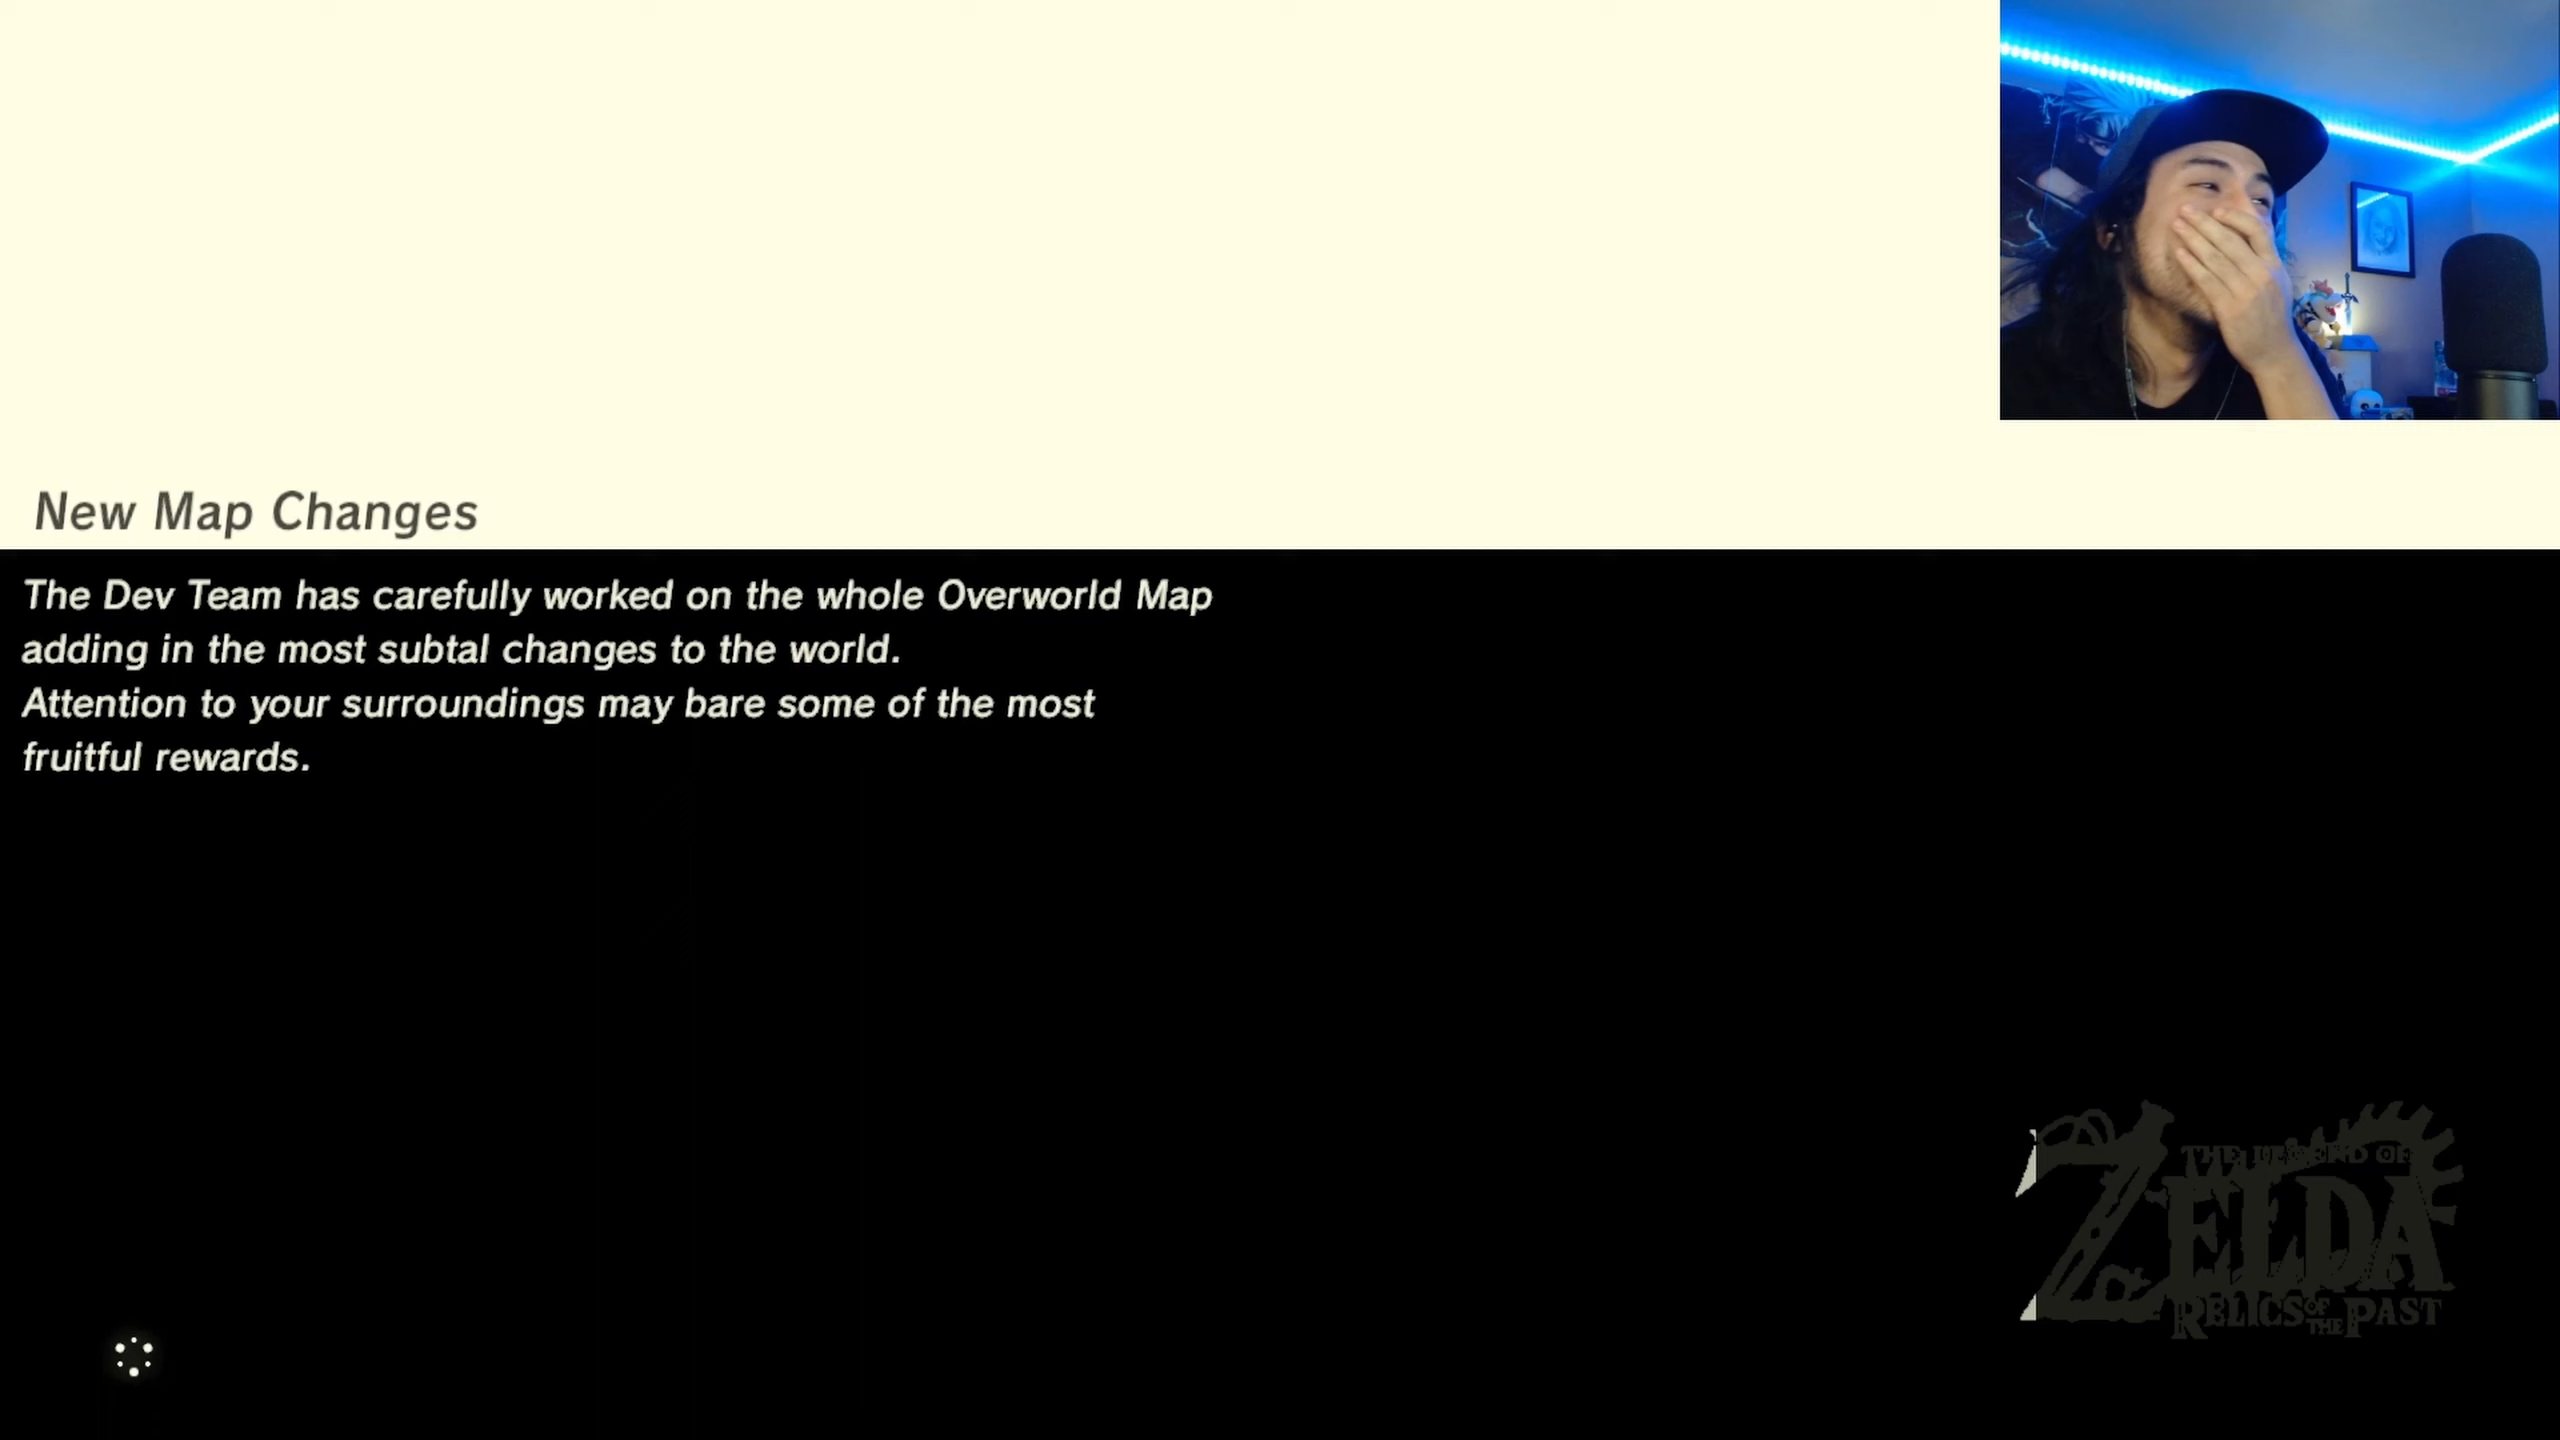 New Map Changes
The Dev Team has carefully worked on the whole Overworld Map
adding in the most subtal changes to the world.
Attention to your surroundings may bare some of the most
fruitful rewards.
THE LEGEND OF
ZELDA
RELICS OF THE PAST